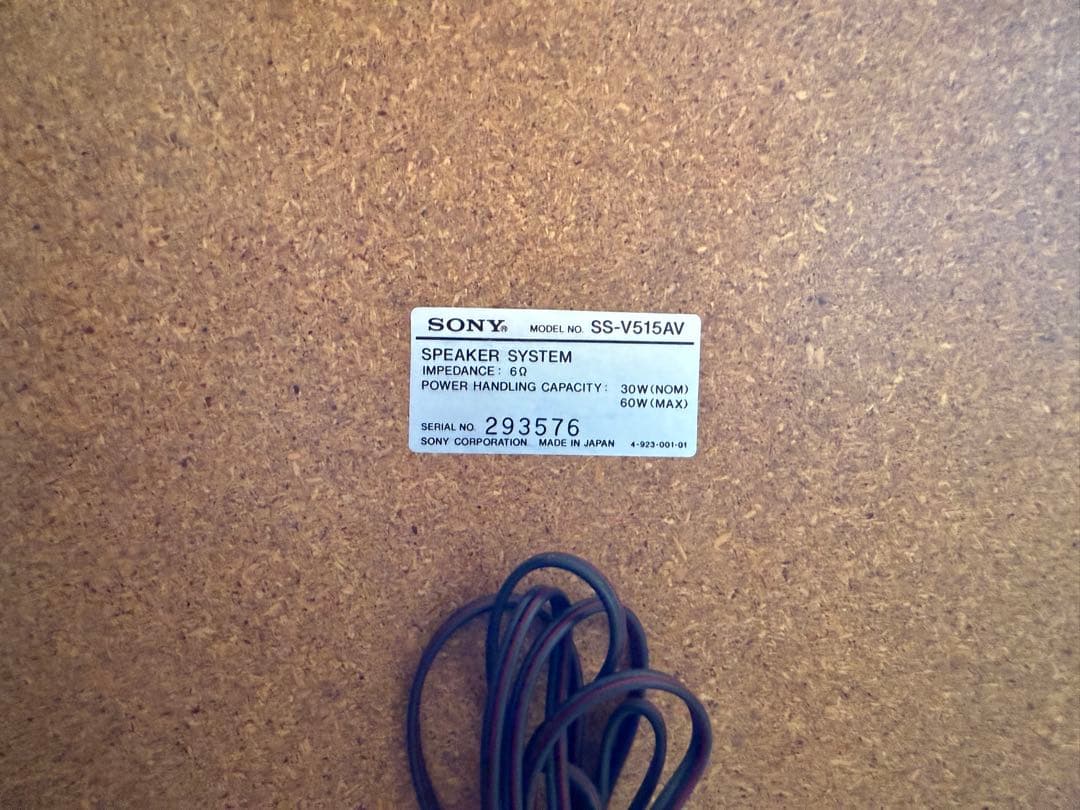 SONY® MODEL NO. SS-V515AV
SPEAKER SYSTEM
IMPEDANCE: 6Ω
POWER HANDLING CAPACITY: 30W(NOM)
60W(MAX)
SERIAL NO. 293576
SONY CORPORATION. MADE IN JAPAN 4-923-001-01